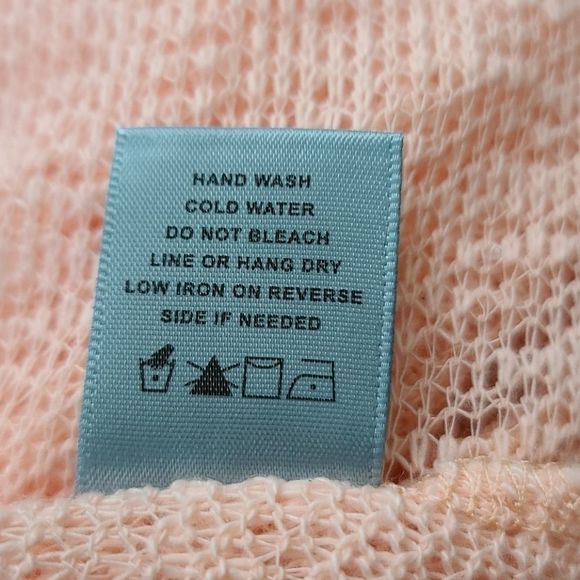 HAND WASH
COLD WATER
DO NOT BLEACH
LINE OR HANG DRY
LOW IRON ON REVERSE
SIDE IF NEEDED